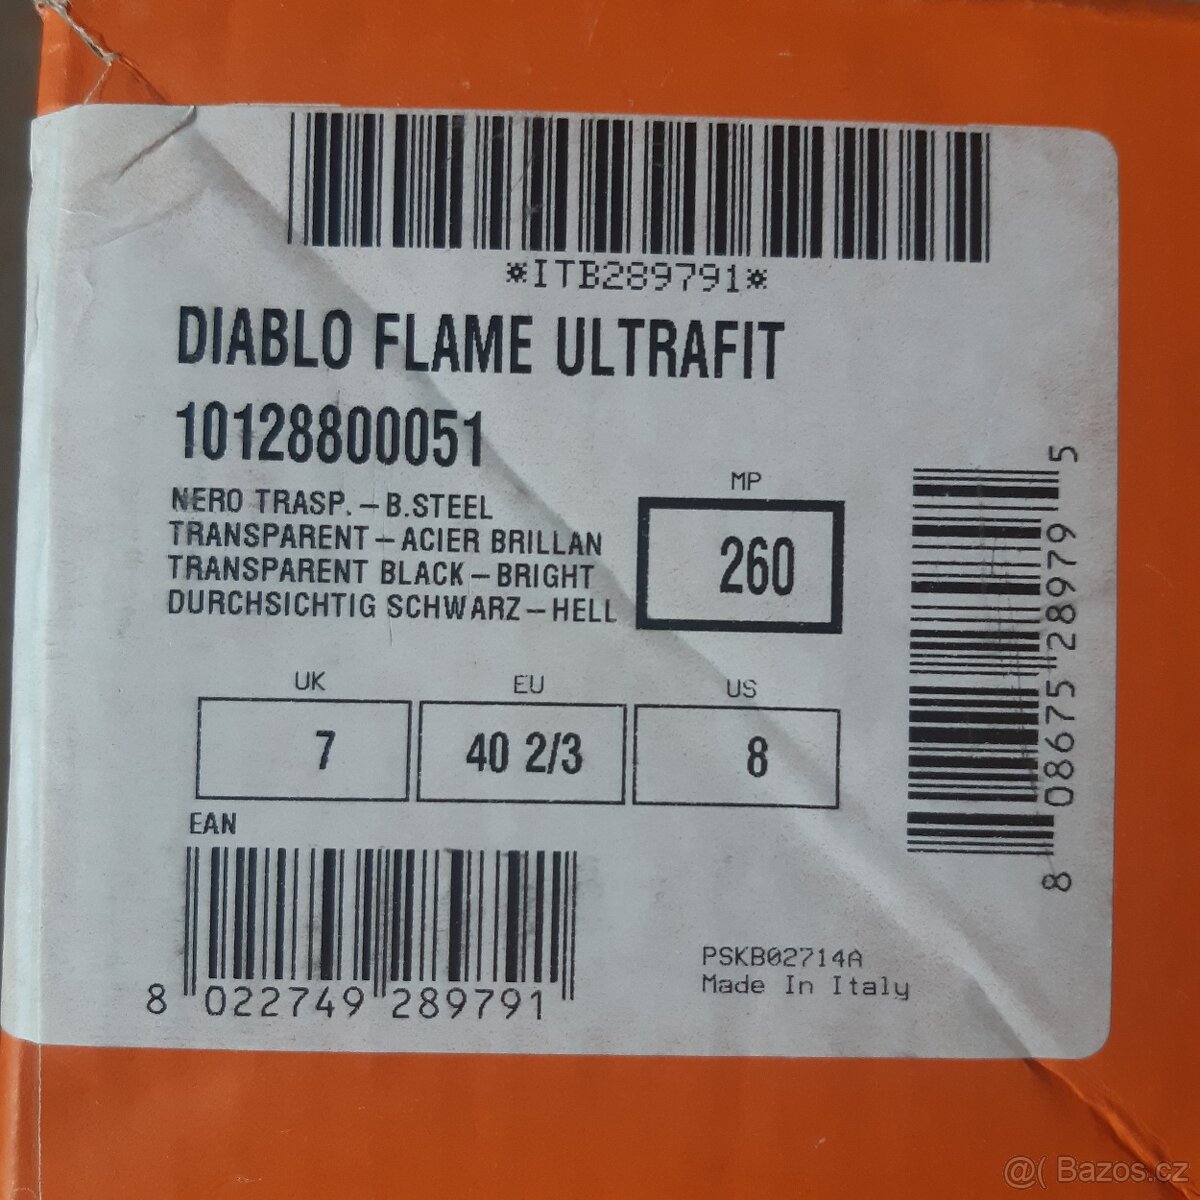 *ITB289791*
DIABLO FLAME ULTRAFIT
10128800051
NERO TRASP.-B.STEEL
TRANSPARENT-ACIER BRILLAN
TRANSPARENT BLACK-BRIGHT
DURCHSICHTIG SCHWARZ-HELL
MP
260
UK
7
EU
40 2/3
US
8
EAN
8 022749 289791
8 08675 28979 5
PSKB02714A
Made In Italy
@( Bazos.cz